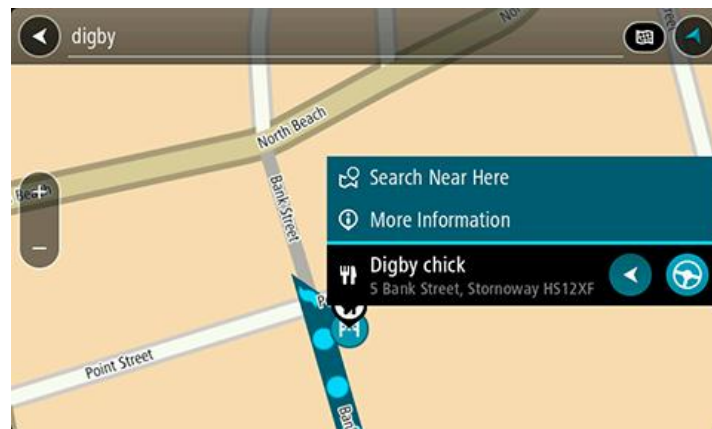 digby
North Beach
Bank Street
Search Near Here
More Information
Digby chick
5 Bank Street, Stornoway HS12XF
Point Street
Ban